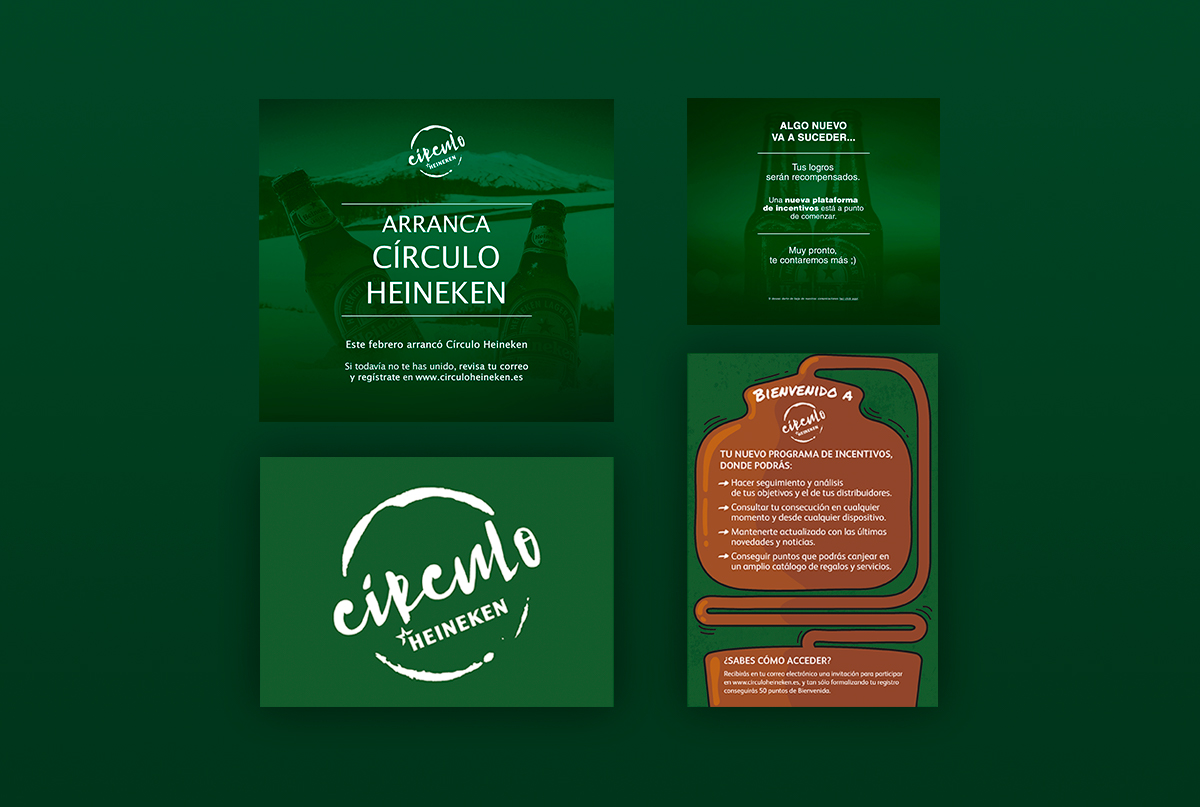 círculo
HEINEKEN
ARRANCA
CÍRCULO
HEINEKEN
Este febrero arrancó Círculo Heineken
Si todavía no te has unido, revisa tu correo
y regístrate en www.circuloheineken.es
ALGO NUEVO
VA A SUCEDER...
Tus logros
serán recompensados.
Una nueva plataforma
de incentivos está a punto
de comenzar.
Muy pronto,
te contaremos más ;)
círculo
HEINEKEN
BIENVENIDO A
círculo
HEINEKEN
TU NUEVO PROGRAMA DE INCENTIVOS,
DONDE PODRÁS:
Hacer seguimiento y análisis
de tus objetivos y el de tus distribuidores.
Consultar tu consecución en cualquier
momento y desde cualquier dispositivo.
Mantenerte actualizado con las últimas
novedades y noticias.
Conseguir puntos que podrás canjear en
un amplio catálogo de regalos y servicios.
¿SABES CÓMO ACCEDER?
Recibirás en tu correo electrónico una invitación para participar
en www.circuloheineken.es, y tan sólo formalizando tu registro
conseguirás 50 puntos de Bienvenida.